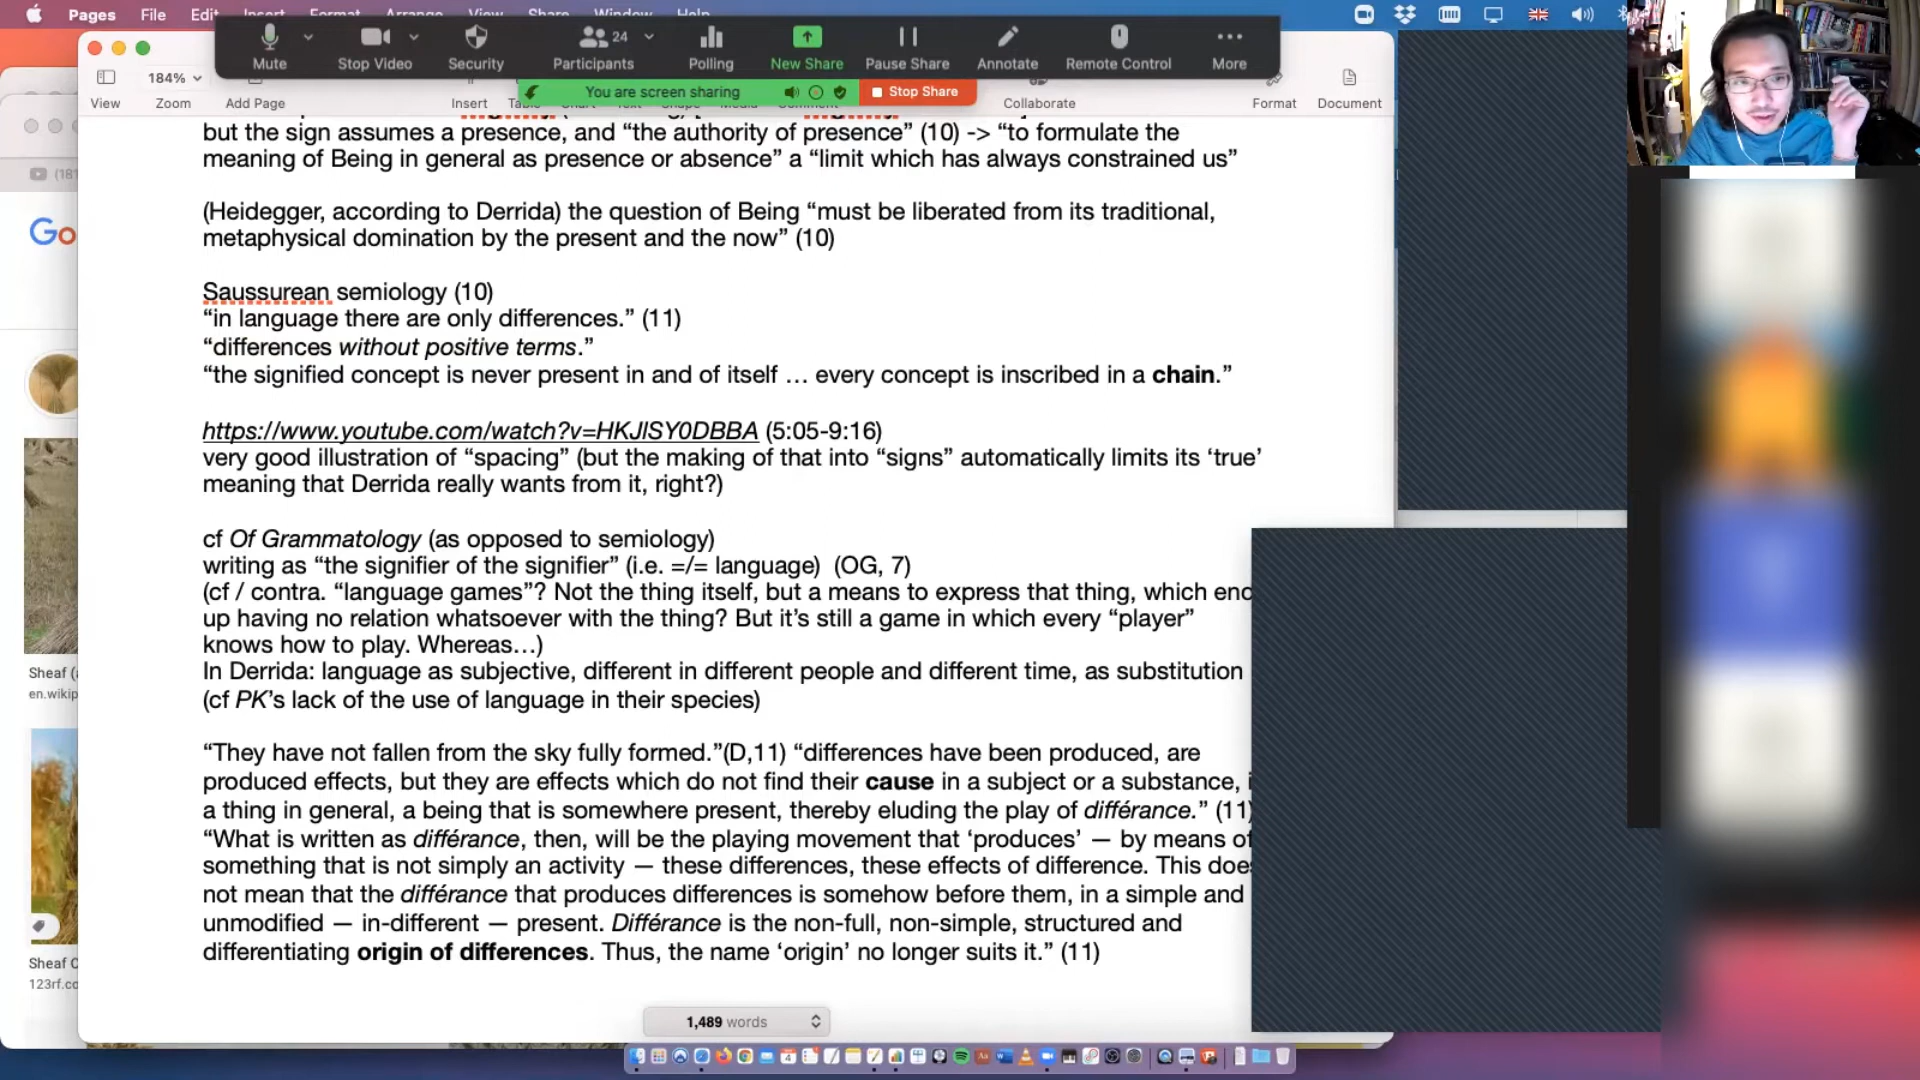 Pages File Edit Insert Format Arrange View Share Window Help
24
Mute Stop Video Security Participants Polling New Share Pause Share Annotate Remote Control More
184%
You are screen sharing Stop Share
View Zoom Add Page Insert Collaborate Format Document
but the sign assumes a presence, and “the authority of presence” (10) -> “to formulate the
meaning of Being in general as presence or absence” a “limit which has always constrained us”
(Heidegger, according to Derrida) the question of Being “must be liberated from its traditional,
metaphysical domination by the present and the now” (10)
Saussurean semiology (10)
“in language there are only differences.” (11)
“differences without positive terms.”
“the signified concept is never present in and of itself … every concept is inscribed in a chain.”
https://www.youtube.com/watch?v=HKJlSY0DBBA (5:05-9:16)
very good illustration of “spacing” (but the making of that into “signs” automatically limits its ‘true’
meaning that Derrida really wants from it, right?)
cf Of Grammatology (as opposed to semiology)
writing as “the signifier of the signifier” (i.e. =/= language) (OG, 7)
(cf / contra. “language games”? Not the thing itself, but a means to express that thing, which end
up having no relation whatsoever with the thing? But it’s still a game in which every “player”
knows how to play. Whereas…)
In Derrida: language as subjective, different in different people and different time, as substitution
(cf PK’s lack of the use of language in their species)
“They have not fallen from the sky fully formed.”(D,11) “differences have been produced, are
produced effects, but they are effects which do not find their cause in a subject or a substance, i
a thing in general, a being that is somewhere present, thereby eluding the play of différance.” (11)
“What is written as différance, then, will be the playing movement that ‘produces’ — by means of
something that is not simply an activity — these differences, these effects of difference. This doe
not mean that the différance that produces differences is somehow before them, in a simple and
unmodified — in-different — present. Différance is the non-full, non-simple, structured and
differentiating origin of differences. Thus, the name ‘origin’ no longer suits it.” (11)
1,489 words
(181
Go
Sheaf (a
en.wikip
Sheaf C
123rf.co